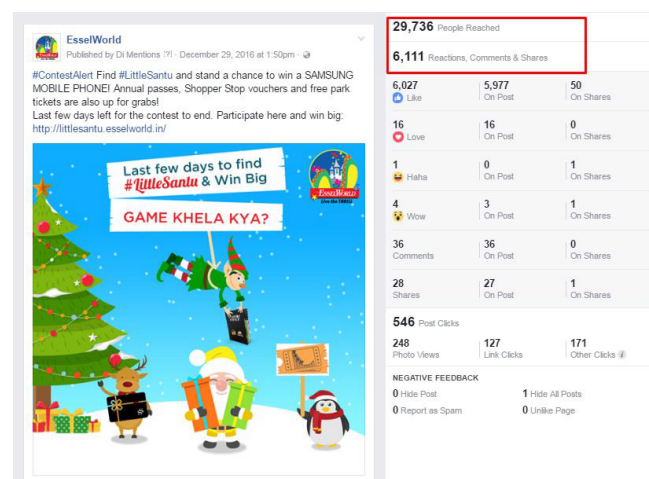 EsselWorld
Published by Di Mentions [?] · December 29, 2016 at 1:50pm ·
#ContestAlert Find #LittleSantu and stand a chance to win a SAMSUNG
MOBILE PHONE! Annual passes, Shopper Stop vouchers and free park
tickets are also up for grabs!
Last few days left for the contest to end. Participate here and win big:
http://littlesantu.esselworld.in/
Last few days to find
#LittleSantu & Win Big
ESSELWORLD
Live the THRILL
GAME KHELA KYA?
29,736 People Reached
6,111 Reactions, Comments & Shares
6,027 5,977 50
Like On Post On Shares
16 16 0
Love On Post On Shares
1 0 1
Haha On Post On Shares
4 3 1
Wow On Post On Shares
36 36 0
Comments On Post On Shares
28 27 1
Shares On Post On Shares
546 Post Clicks
248 127 171
Photo Views Link Clicks Other Clicks
NEGATIVE FEEDBACK
0 Hide Post 1 Hide All Posts
0 Report as Spam 0 Unlike Page